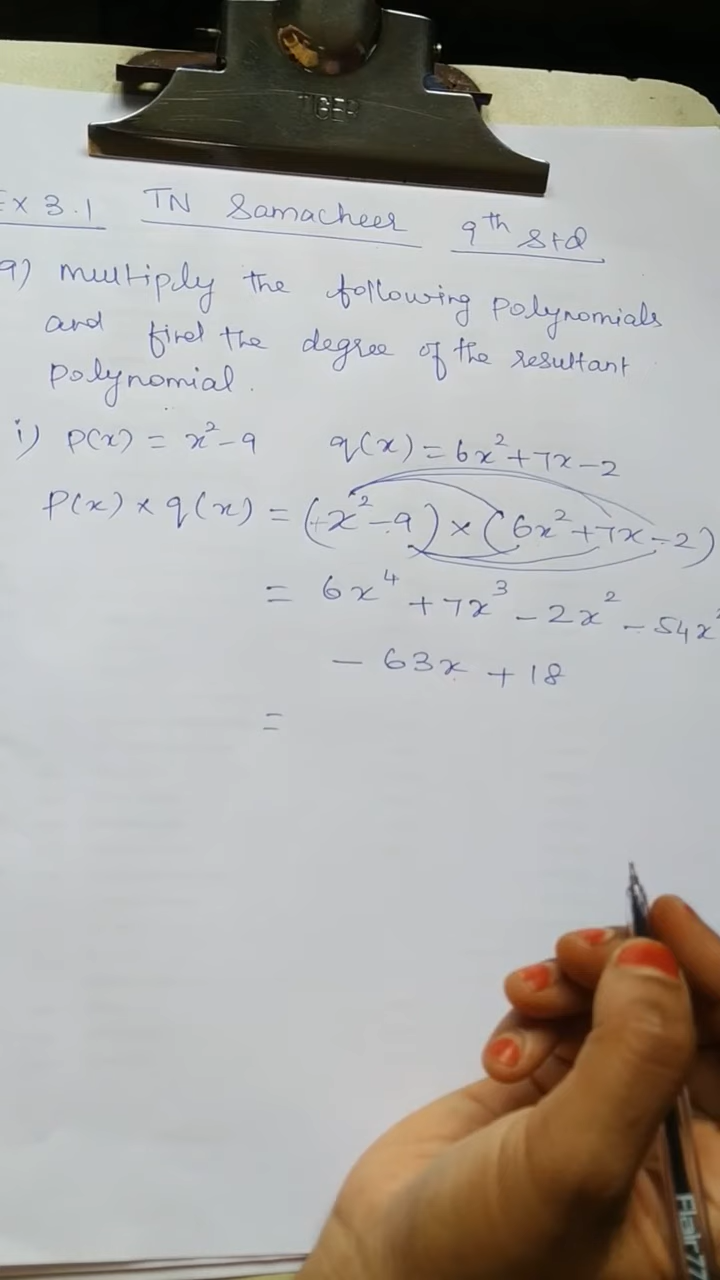 TIGER
Ex 3.1 TN Samacheer 9th std
9) multiply the following polynomials
and find the degree of the resultant
polynomial.
i) P(x) = x² - 9 q(x) = 6x² + 7x - 2
P(x) × q(x) = (+x² - 9) × (6x² + 7x - 2)
= 6x⁴ + 7x³ - 2x² - 54x²
- 63x + 18
=
Flair